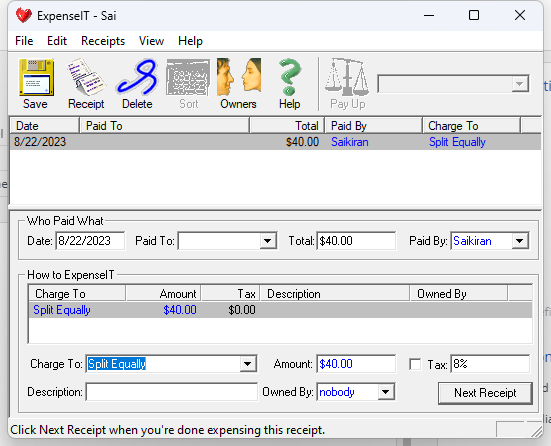 ExpenseIT - Sai
File Edit Receipts View Help
Save Receipt Delete Sort Owners Help Pay Up
Date Paid To Total Paid By Charge To
8/22/2023 $40.00 Saikiran Split Equally
Who Paid What
Date: 8/22/2023 Paid To: Total: $40.00 Paid By: Saikiran
How to ExpenseIT
Charge To Amount Tax Description Owned By
Split Equally $40.00 $0.00
Charge To: Split Equally Amount: $40.00 Tax: 8%
Description: Owned By: nobody Next Receipt
Click Next Receipt when you're done expensing this receipt.